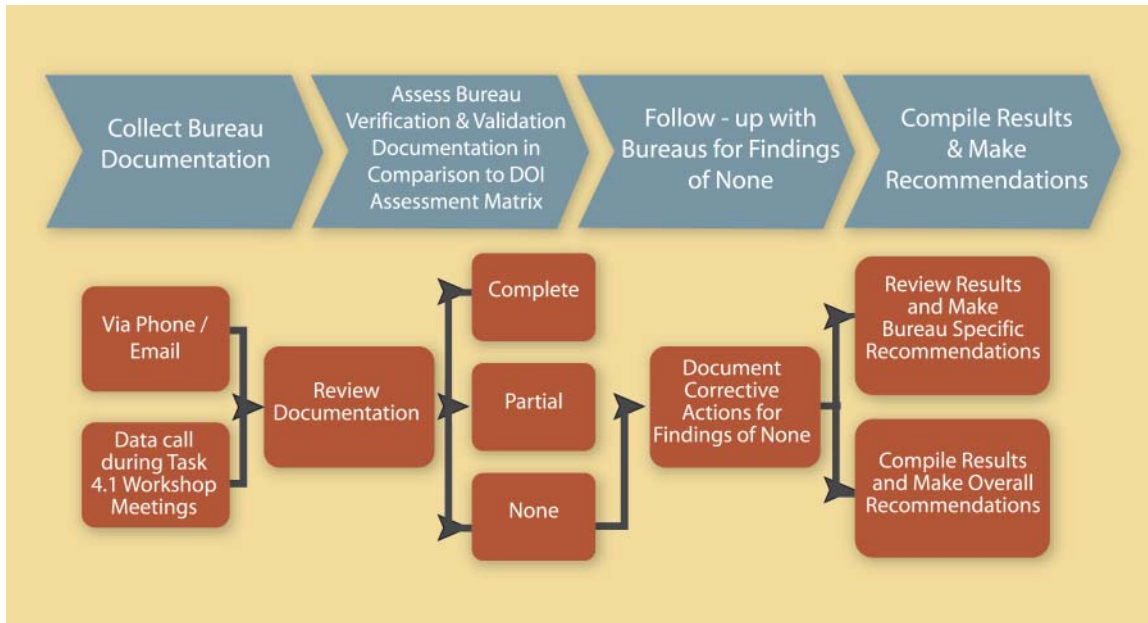 Collect Bureau
Documentation
Assess Bureau
Verification & Validation
Documentation in
Comparison to DOI
Assessment Matrix
Follow - up with
Bureaus for Findings
of None
Compile Results
& Make
Recommendations
Via Phone /
Email
Data call
during Task
4.1 Workshop
Meetings
Review
Documentation
Complete
Partial
None
Document
Corrective
Actions for
Findings of None
Review Results
and Make
Bureau Specific
Recommendations
Compile Results
and Make Overall
Recommendations